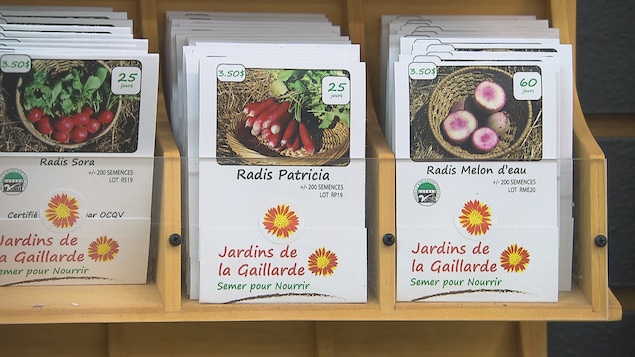 3.50$
25
jours
Radis Sora
+/- 200 SEMENCES
LOT RS19
Certifié par OCQV
Jardins de
la Gaillarde
Semer pour Nourrir
3.50$
25
jours
Radis Patricia
+/- 200 SEMENCES
LOT RP19
Jardins de
la Gaillarde
Semer pour Nourrir
3.50$
60
jours
Radis Melon d'eau
+/- 200 SEMENCES
LOT RME20
Jardins de
la Gaillarde
Semer pour Nourrir